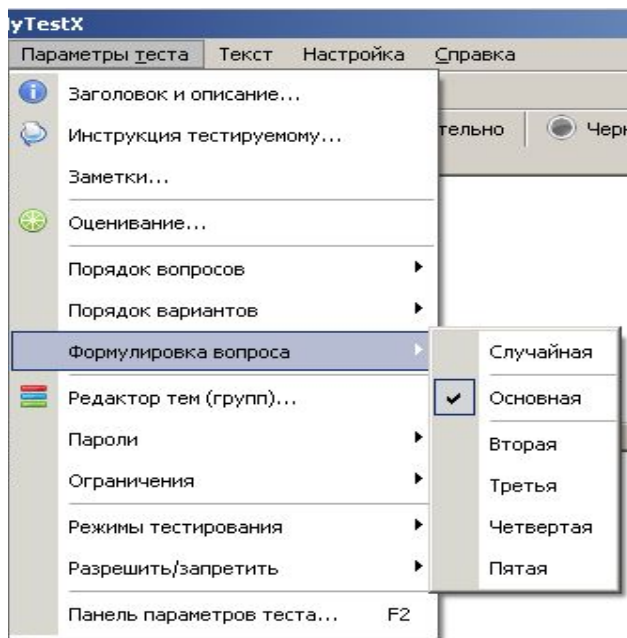 yTestX
Параметры теста Текст Настройка Справка
Заголовок и описание...
Инструкция тестируемому...
тельно Черн
Заметки...
Оценивание...
Порядок вопросов
Порядок вариантов
Формулировка вопроса
Случайная
Редактор тем (групп)...
Основная
Пароли
Вторая
Ограничения
Третья
Режимы тестирования
Четвертая
Разрешить/запретить
Пятая
Панель параметров теста... F2